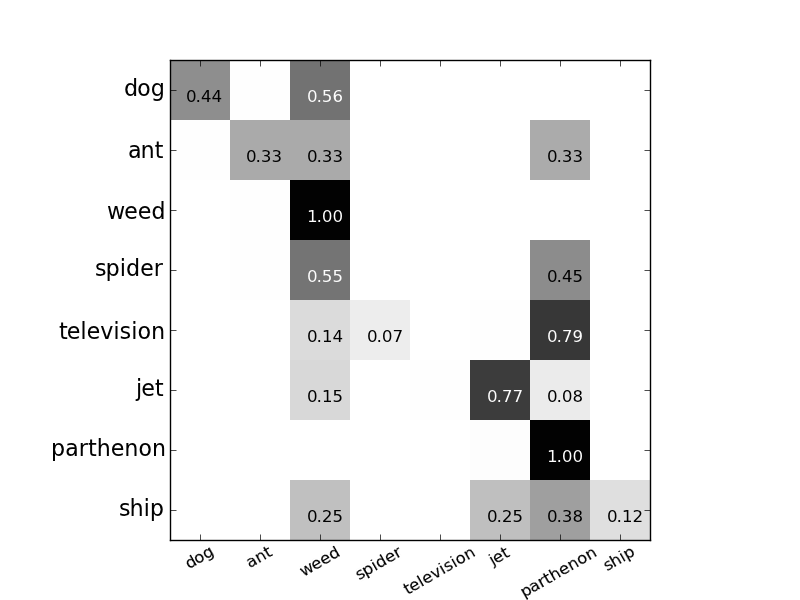 dog 0.44 0.56
ant 0.33 0.33 0.33
weed 1.00
spider 0.55 0.45
television 0.14 0.07 0.79
jet 0.15 0.77 0.08
parthenon 1.00
ship 0.25 0.25 0.38 0.12
dog ant weed spider television jet parthenon ship